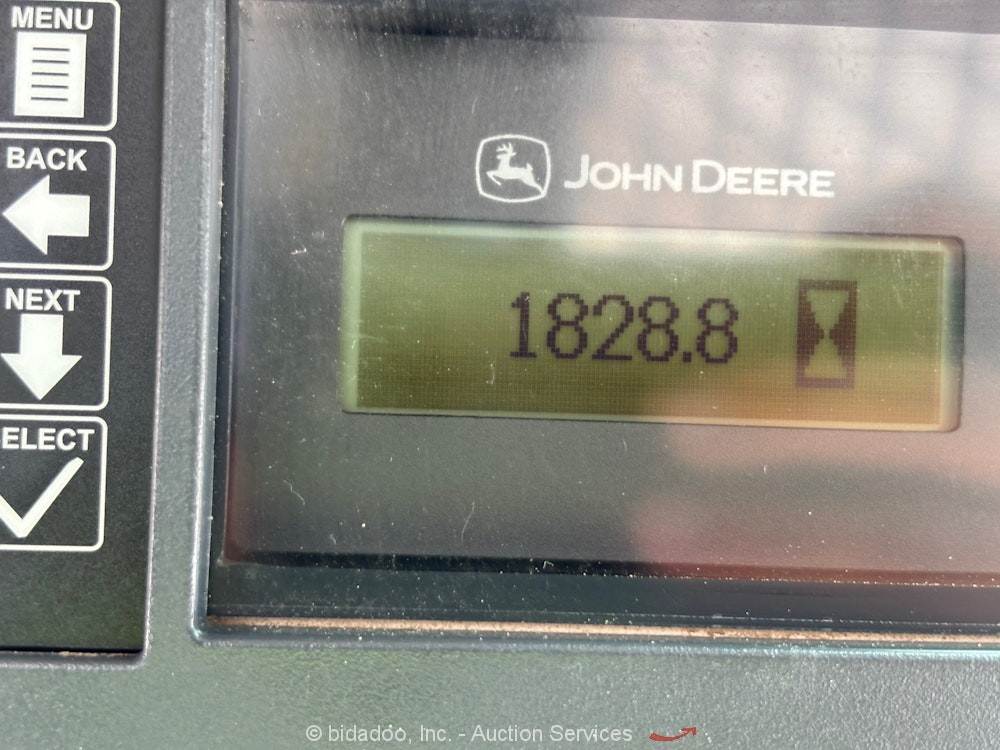 MENU
BACK
NEXT
ELECT
JOHN DEERE
1828.8
© bidadoo, Inc. - Auction Services